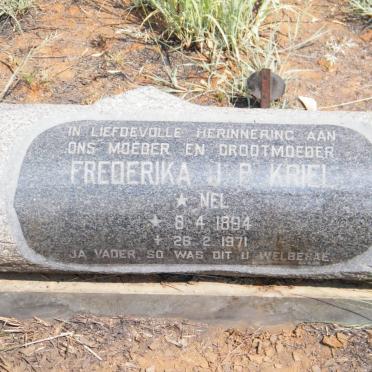 IN LIEFDEVOLLE HERINNERING AAN
ONS MOEDER EN GROOTMOEDER
FREDERIKA J. P. KRIEL
★ NEL
★ 8·4·1894
+ 26·2·1971
JA VADER, SO WAS DIT U WELBEHAE